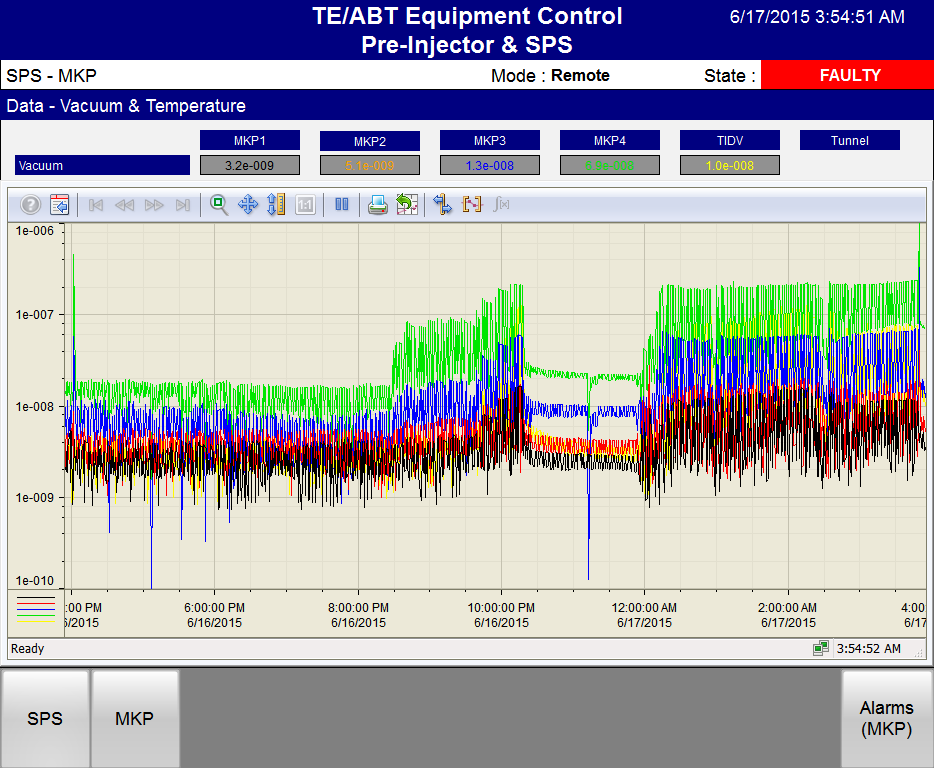 TE/ABT Equipment Control
6/17/2015 3:54:51 AM
Pre-Injector & SPS
SPS - MKP
Mode : Remote
State : FAULTY
Data - Vacuum & Temperature
MKP1 MKP2 MKP3 MKP4 TIDV Tunnel
Vacuum 3.2e-009 5.1e-009 1.3e-008 1.0e-008
1e-006
1e-007
1e-008
1e-009
1e-010
:00 PM 6:00:00 PM 8:00:00 PM 10:00:00 PM 12:00:00 AM 2:00:00 AM 4:00
/2015 6/16/2015 6/16/2015 6/16/2015 6/17/2015 6/17/2015 6/17
Ready
3:54:52 AM
SPS
MKP
Alarms
(MKP)